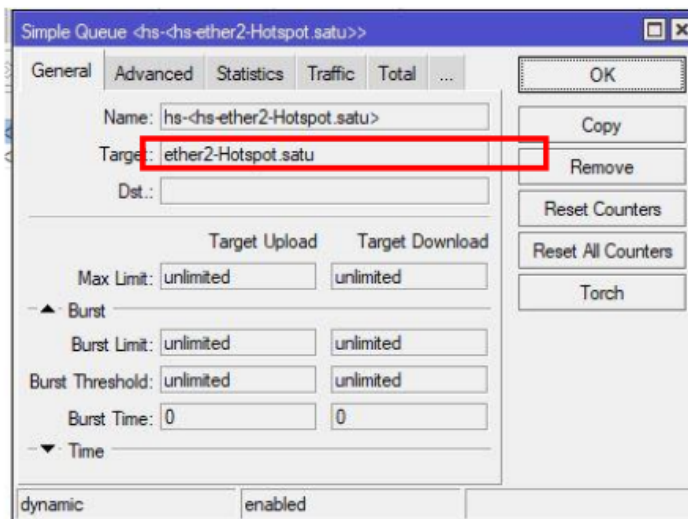 Simple Queue <hs-<hs-ether2-Hotspot.satu>>
General Advanced Statistics Traffic Total ...
Name: hs-<hs-ether2-Hotspot.satu>
Target: ether2-Hotspot.satu
Dst.:
Target Upload Target Download
Max Limit: unlimited unlimited
Burst
Burst Limit: unlimited unlimited
Burst Threshold: unlimited unlimited
Burst Time: 0 0
Time
dynamic enabled
OK
Copy
Remove
Reset Counters
Reset All Counters
Torch